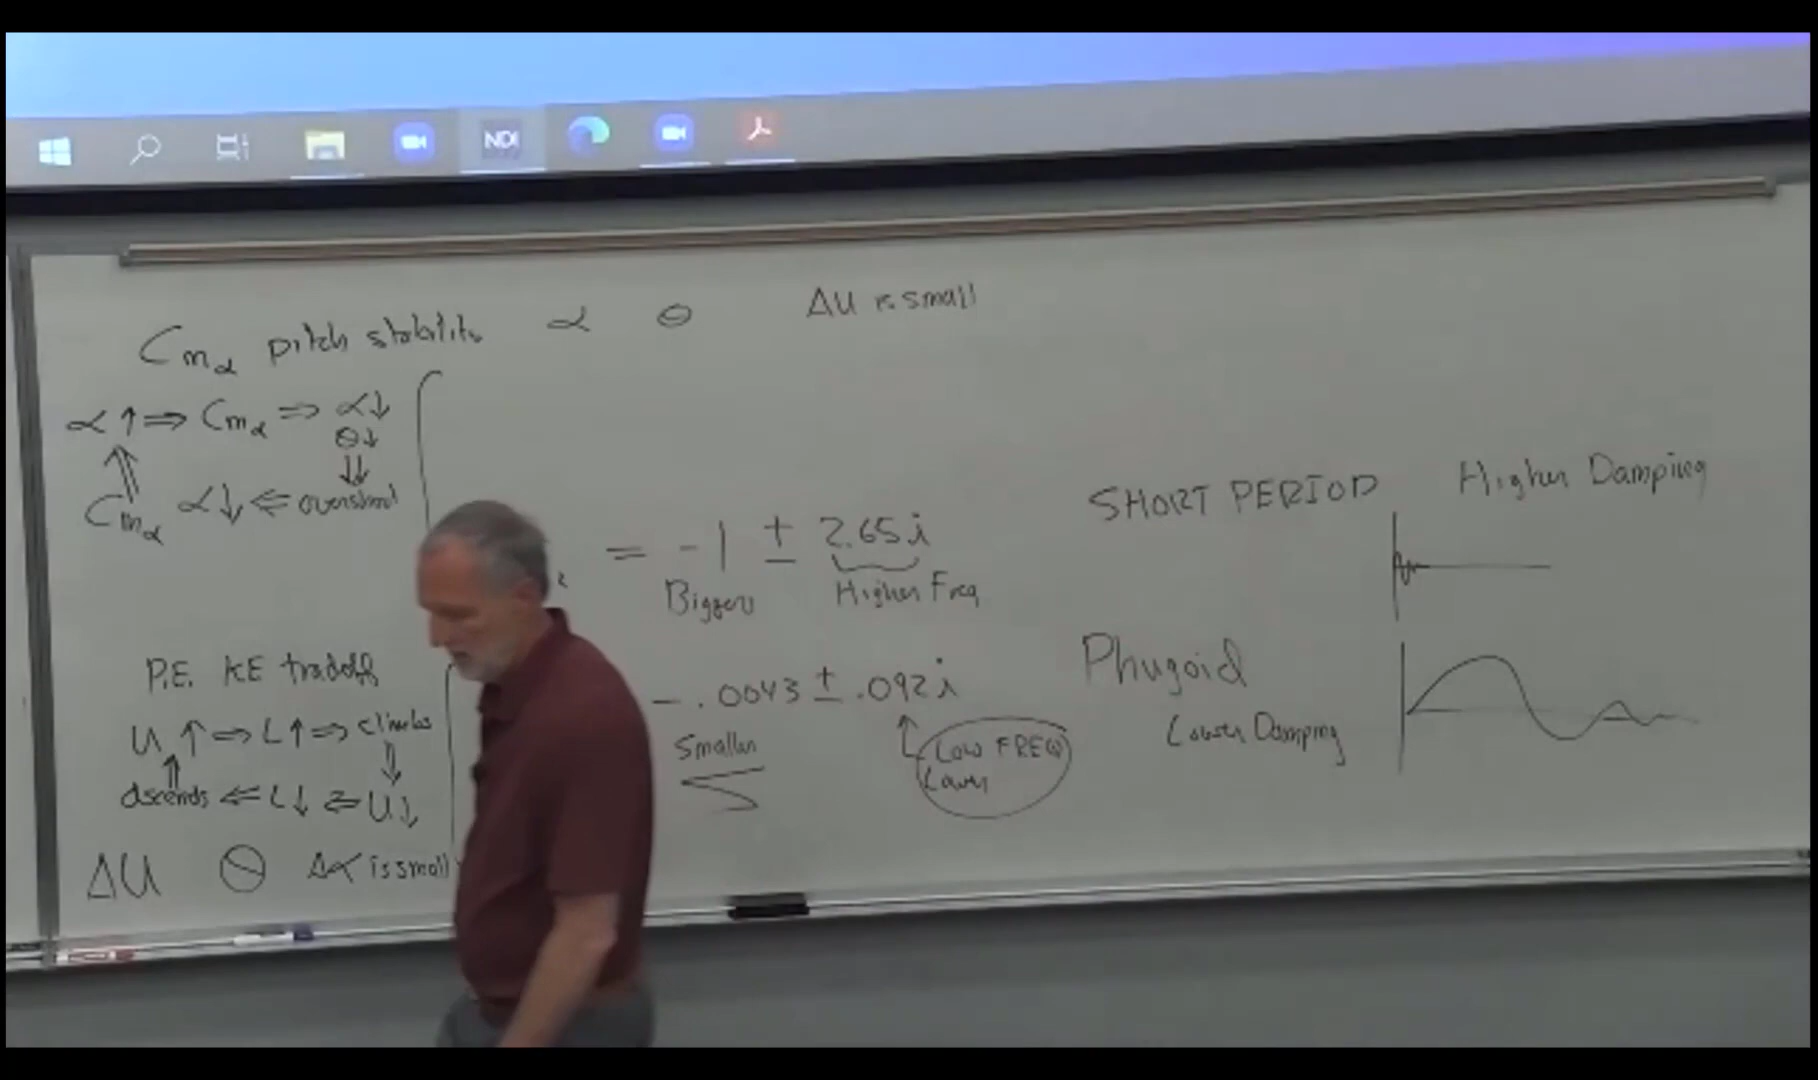 NDI
Cmα pitch stability α θ ΔU is small
α ↑ ⇒ Cmα ⇒ α↓
θ↓
⇓
Cmα α↓ ⇐ overshoot
SHORT PERIOD Higher Damping
= -1 ± 2.65i
Bigger Higher Freq
P.E. KE tradeoff
U ↑ ⇒ L↑ ⇒ climbs
⇓
descends ⇐ L↓ ⇐ U↓
ΔU θ Δα is small
-.0043 ± .092i
Smaller
LOW FREQ
Lower
Phugoid
Lower Damping